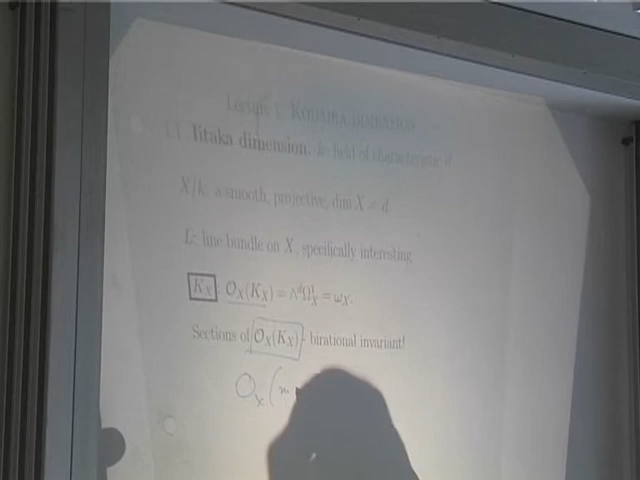 Lecture 1. KODAIRA DIMENSION
1.1 Iitaka dimension. k: field of characteristic 0
X/k: a smooth, projective, dim X = d
L: line bundle on X, specifically interesting
K_X: O_X(K_X) = ∧^d Ω^1_X = ω_X.
Sections of O_X(K_X)- birational invariant!
O_X(m